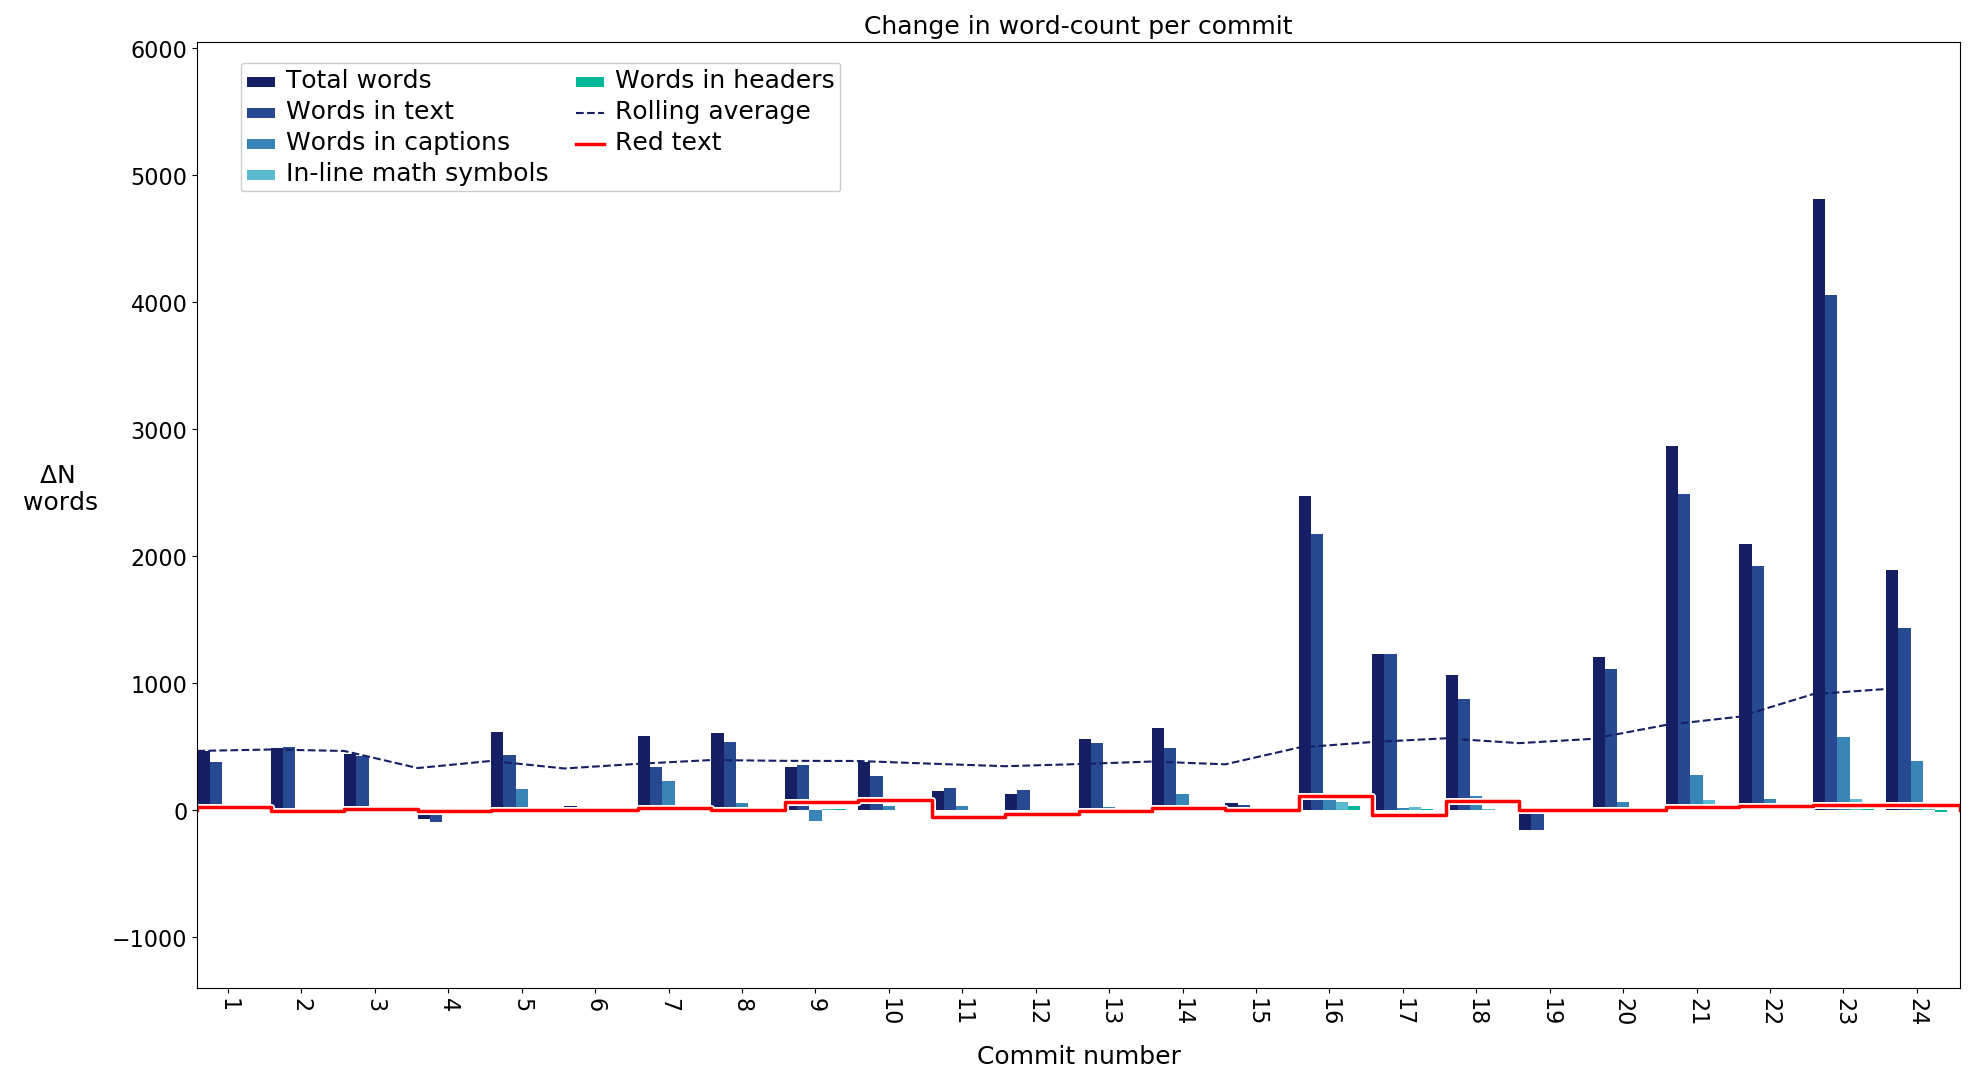 Change in word-count per commit
6000
5000
4000
3000
2000
1000
0
−1000
ΔN
words
Total words
Words in text
Words in captions
In-line math symbols
Words in headers
Rolling average
Red text
1
2
3
4
5
6
7
8
9
10
11
12
13
14
15
16
17
18
19
20
21
22
23
24
Commit number